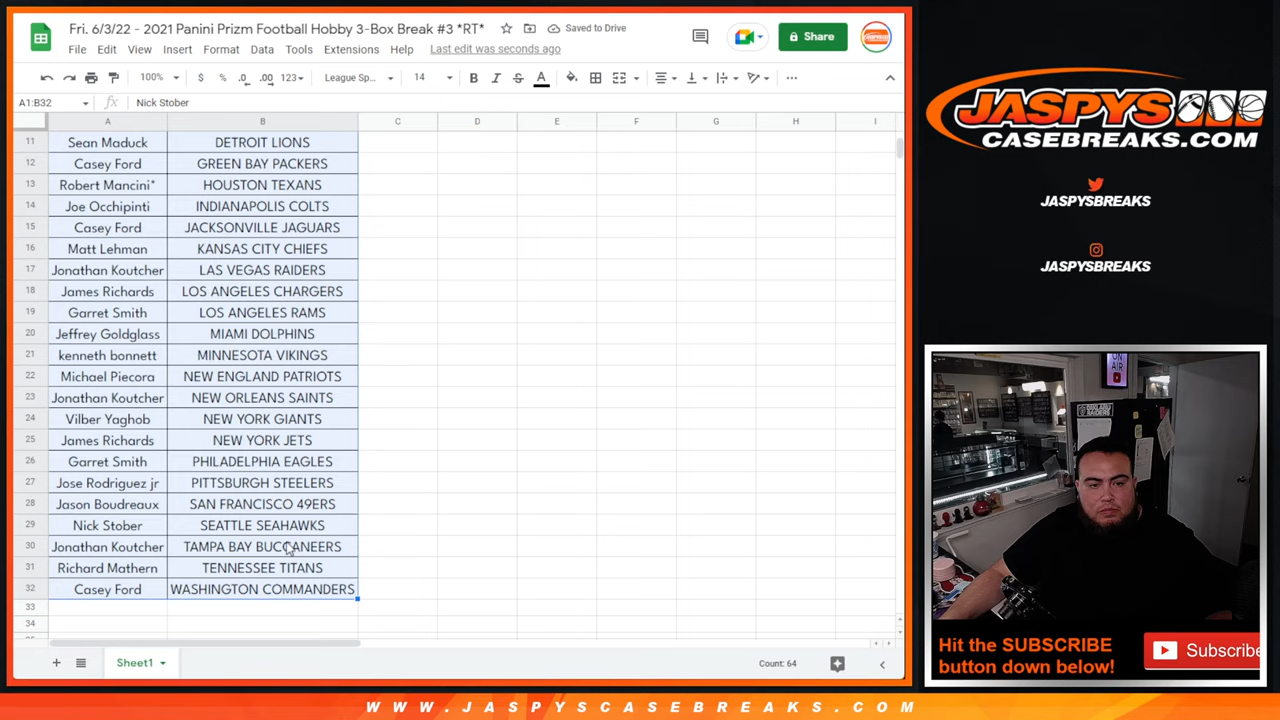 Fri. 6/3/22 - 2021 Panini Prizm Football Hobby 3-Box Break #3 *RT*
Saved to Drive
File Edit View Insert Format Data Tools Extensions Help Last edit was seconds ago
Share
100% $ % .0 .00 123 League Sp... 14 B I S A
A1:B32 fx Nick Stober
A B C D E F G H I
11 Sean Maduck DETROIT LIONS
12 Casey Ford GREEN BAY PACKERS
13 Robert Mancini* HOUSTON TEXANS
14 Joe Occhipinti INDIANAPOLIS COLTS
15 Casey Ford JACKSONVILLE JAGUARS
16 Matt Lehman KANSAS CITY CHIEFS
17 Jonathan Koutcher LAS VEGAS RAIDERS
18 James Richards LOS ANGELES CHARGERS
19 Garret Smith LOS ANGELES RAMS
20 Jeffrey Goldglass MIAMI DOLPHINS
21 kenneth bonnett MINNESOTA VIKINGS
22 Michael Piecora NEW ENGLAND PATRIOTS
23 Jonathan Koutcher NEW ORLEANS SAINTS
24 Vilber Yaghob NEW YORK GIANTS
25 James Richards NEW YORK JETS
26 Garret Smith PHILADELPHIA EAGLES
27 Jose Rodriguez jr PITTSBURGH STEELERS
28 Jason Boudreaux SAN FRANCISCO 49ERS
29 Nick Stober SEATTLE SEAHAWKS
30 Jonathan Koutcher TAMPA BAY BUCCANEERS
31 Richard Mathern TENNESSEE TITANS
32 Casey Ford WASHINGTON COMMANDERS
33
34
Sheet1
Count: 64
JASPYS
CASEBREAKS.COM
JASPYSBREAKS
JASPYSBREAKS
ON
AIR
OAKLAND
RAIDERS
Hit the SUBSCRIBE
button down below!
Subscribe
WWW.JASPYSCASEBREAKS.COM